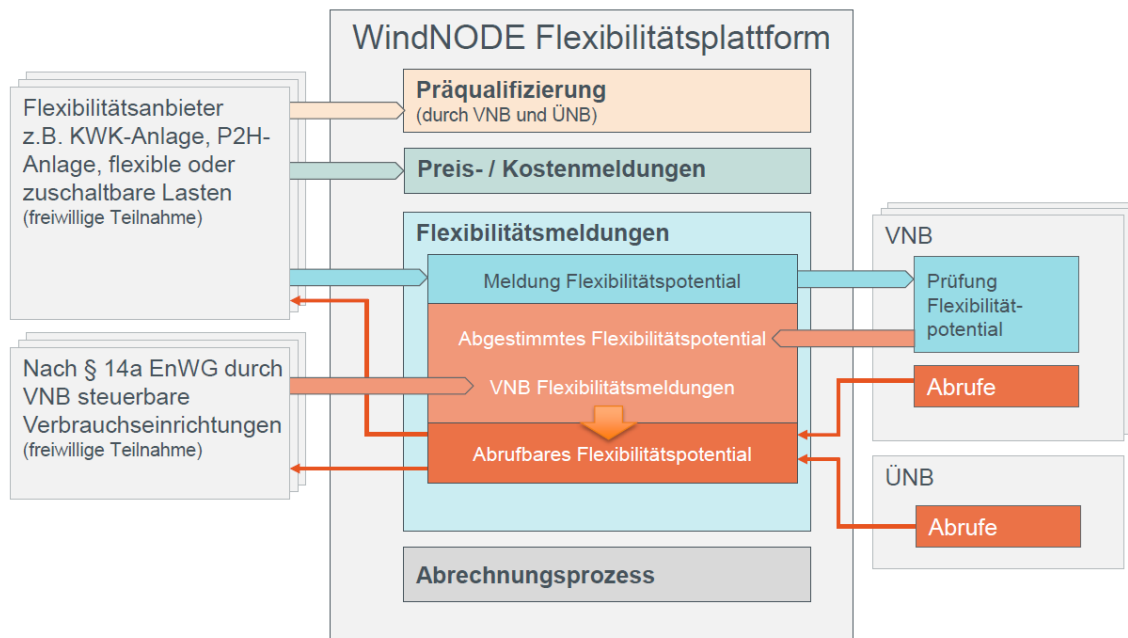 WindNODE Flexibilitätsplattform
Flexibilitätsanbieter
z.B. KWK-Anlage, P2H-
Anlage, flexible oder
zuschaltbare Lasten
(freiwillige Teilnahme)
Nach § 14a EnWG durch
VNB steuerbare
Verbrauchseinrichtungen
(freiwillige Teilnahme)
Präqualifizierung
(durch VNB und ÜNB)
Preis- / Kostenmeldungen
Flexibilitätsmeldungen
Meldung Flexibilitätspotential
Abgestimmtes Flexibilitätspotential
VNB Flexibilitätsmeldungen
Abrufbares Flexibilitätspotential
Abrechnungsprozess
VNB
Prüfung
Flexibilität-
potential
Abrufe
ÜNB
Abrufe